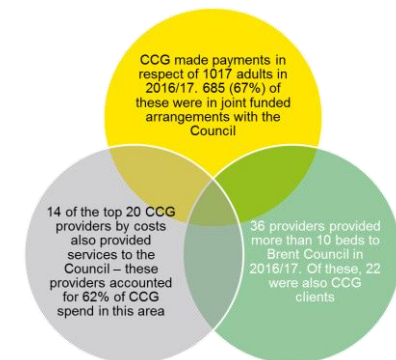 CCG made payments in
respect of 1017 adults in
2016/17. 685 (67%) of
these were in joint funded
arrangements with the
Council
14 of the top 20 CCG
providers by costs
also provided
services to the
Council – these
providers accounted
for 62% of CCG
spend in this area
36 providers provided
more than 10 beds to
Brent Council in
2016/17. Of these, 22
were also CCG
clients